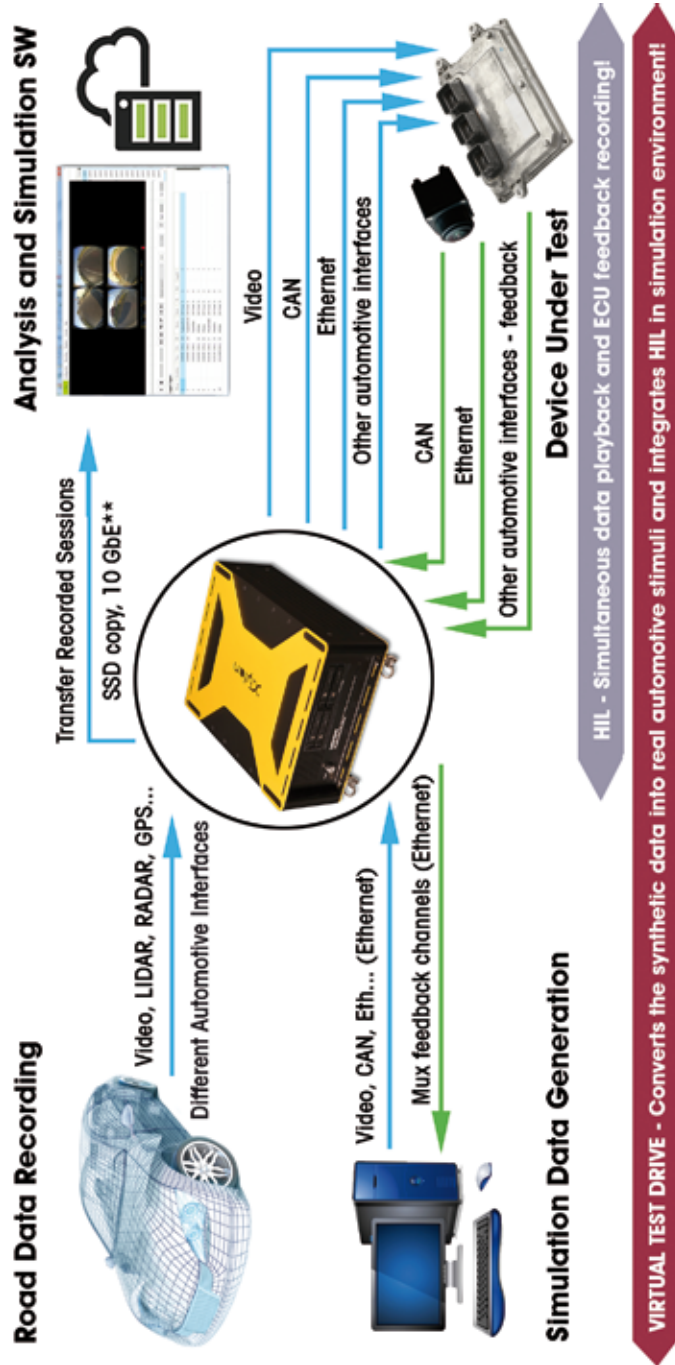 Road Data Recording
Video, LIDAR, RADAR, GPS...
Different Automotive Interfaces
Transfer Recorded Sessions
SSD copy, 10 GbE**
Analysis and Simulation SW
Video
CAN
Ethernet
Other automotive interfaces
Video, CAN, Eth... (Ethernet)
Mux feedback channels (Ethernet)
CAN
Ethernet
Other automotive interfaces - feedback
Simulation Data Generation
Device Under Test
HIL - Simultaneous data playback and ECU feedback recording!
VIRTUAL TEST DRIVE - Converts the synthetic data into real automotive stimuli and integrates HIL in simulation environment!